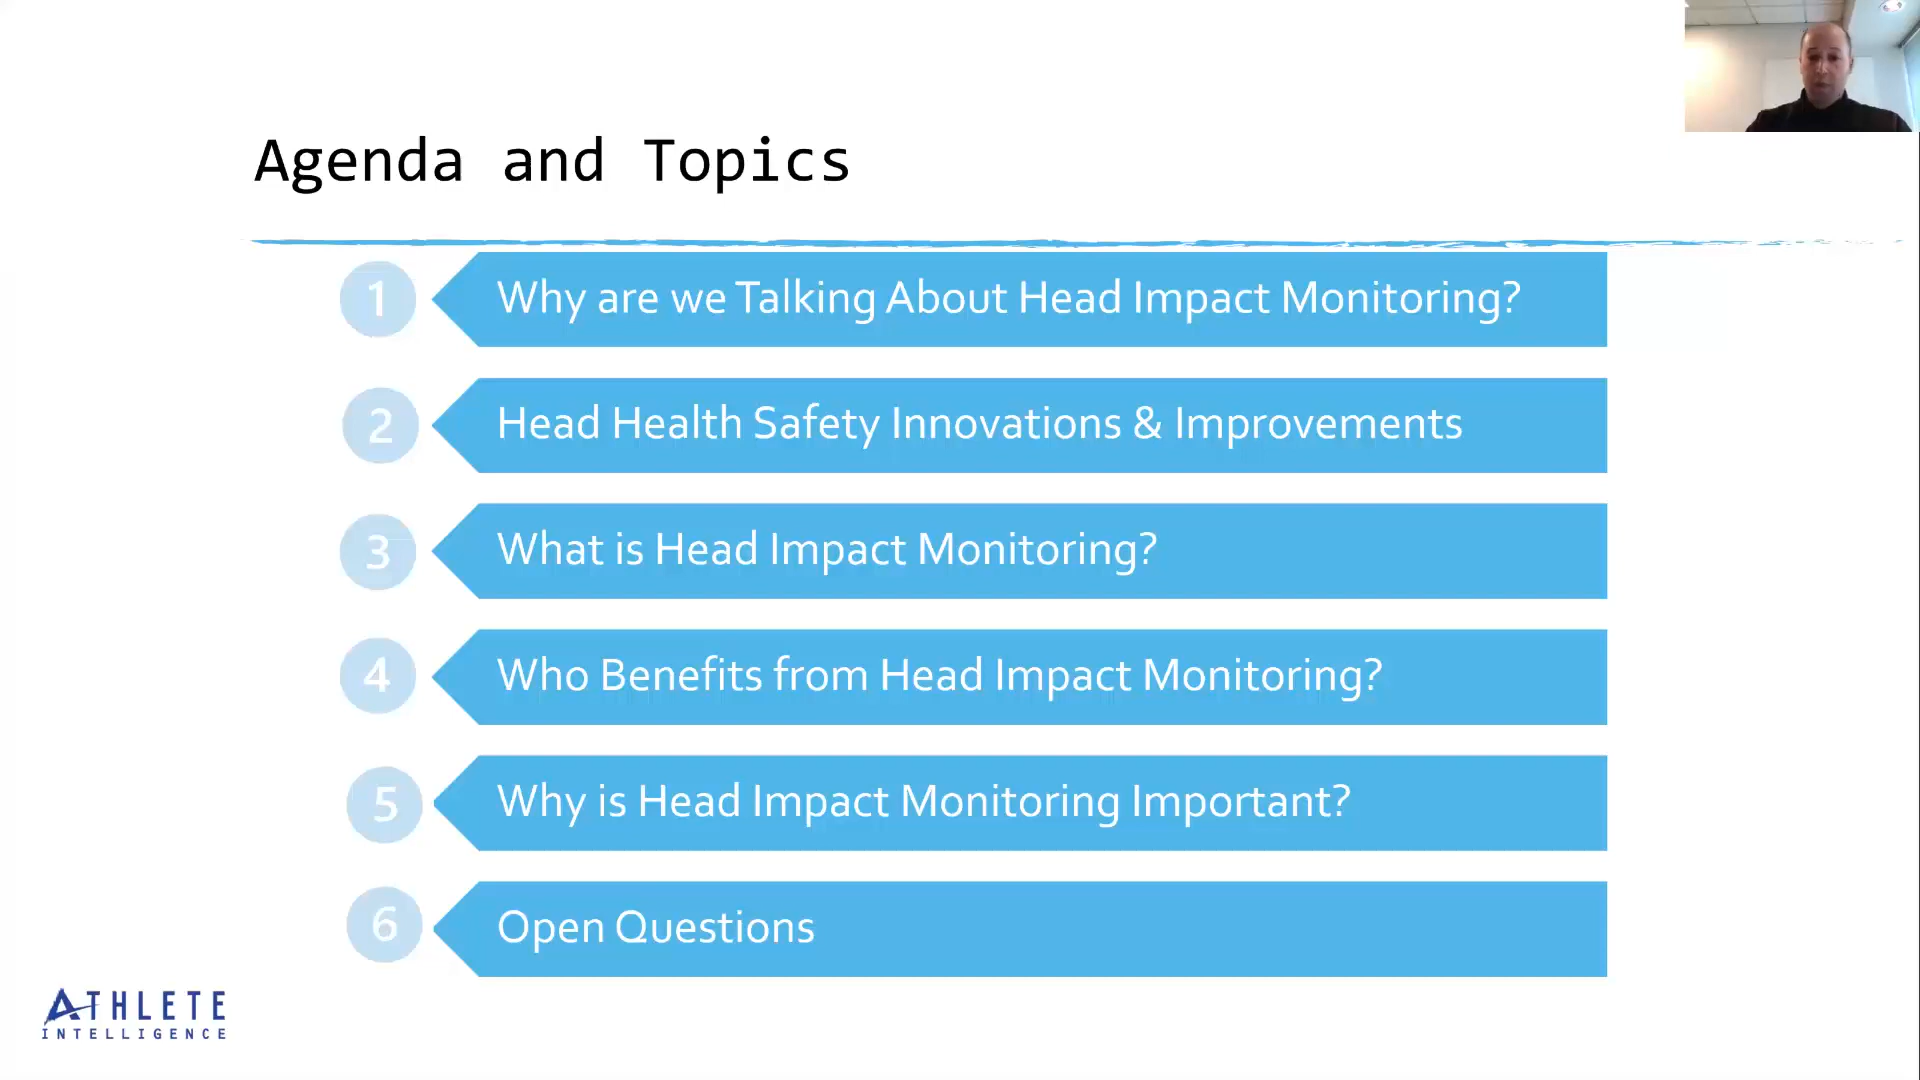 Agenda and Topics
1 Why are we Talking About Head Impact Monitoring?
2 Head Health Safety Innovations & Improvements
3 What is Head Impact Monitoring?
4 Who Benefits from Head Impact Monitoring?
5 Why is Head Impact Monitoring Important?
6 Open Questions
ATHLETE
INTELLIGENCE